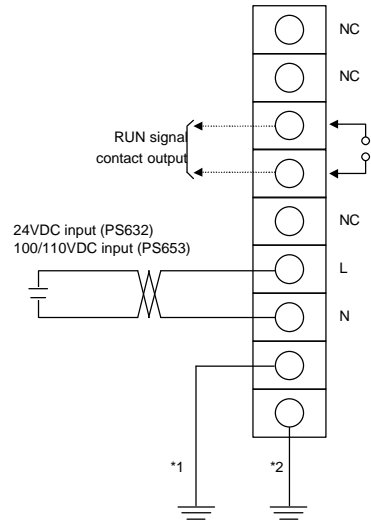 NC
NC
RUN signal
contact output
NC
24VDC input (PS632)
100/110VDC input (PS653)
L
N
*1
*2